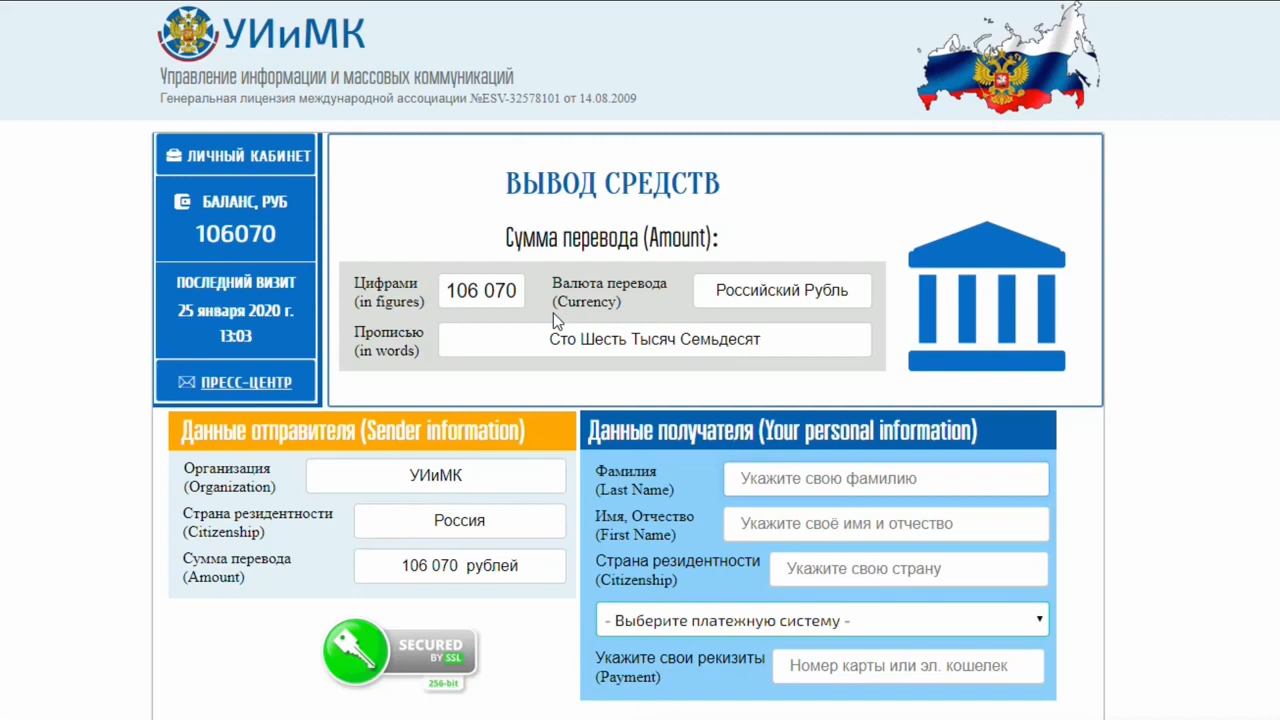 УИиМК
Управление информации и массовых коммуникаций
Генеральная лицензия международной ассоциации №ESV-32578101 от 14.08.2009
ЛИЧНЫЙ КАБИНЕТ
БАЛАНС, РУБ
106070
ПОСЛЕДНИЙ ВИЗИТ
25 января 2020 г.
13:03
ПРЕСС-ЦЕНТР
ВЫВОД СРЕДСТВ
Сумма перевода (Amount):
Цифрами
(in figures)
106 070
Валюта перевода
(Currency)
Российский Рубль
Прописью
(in words)
Сто Шесть Тысяч Семьдесят
Данные отправителя (Sender information)
Организация
(Organization)
УИиМК
Страна резидентности
(Citizenship)
Россия
Сумма перевода
(Amount)
106 070 рублей
SECURED
BY SSL
256-bit
Данные получателя (Your personal information)
Фамилия
(Last Name)
Укажите свою фамилию
Имя, Отчество
(First Name)
Укажите своё имя и отчество
Страна резидентности
(Citizenship)
Укажите свою страну
- Выберите платежную систему -
Укажите свои рекизиты
(Payment)
Номер карты или эл. кошелек